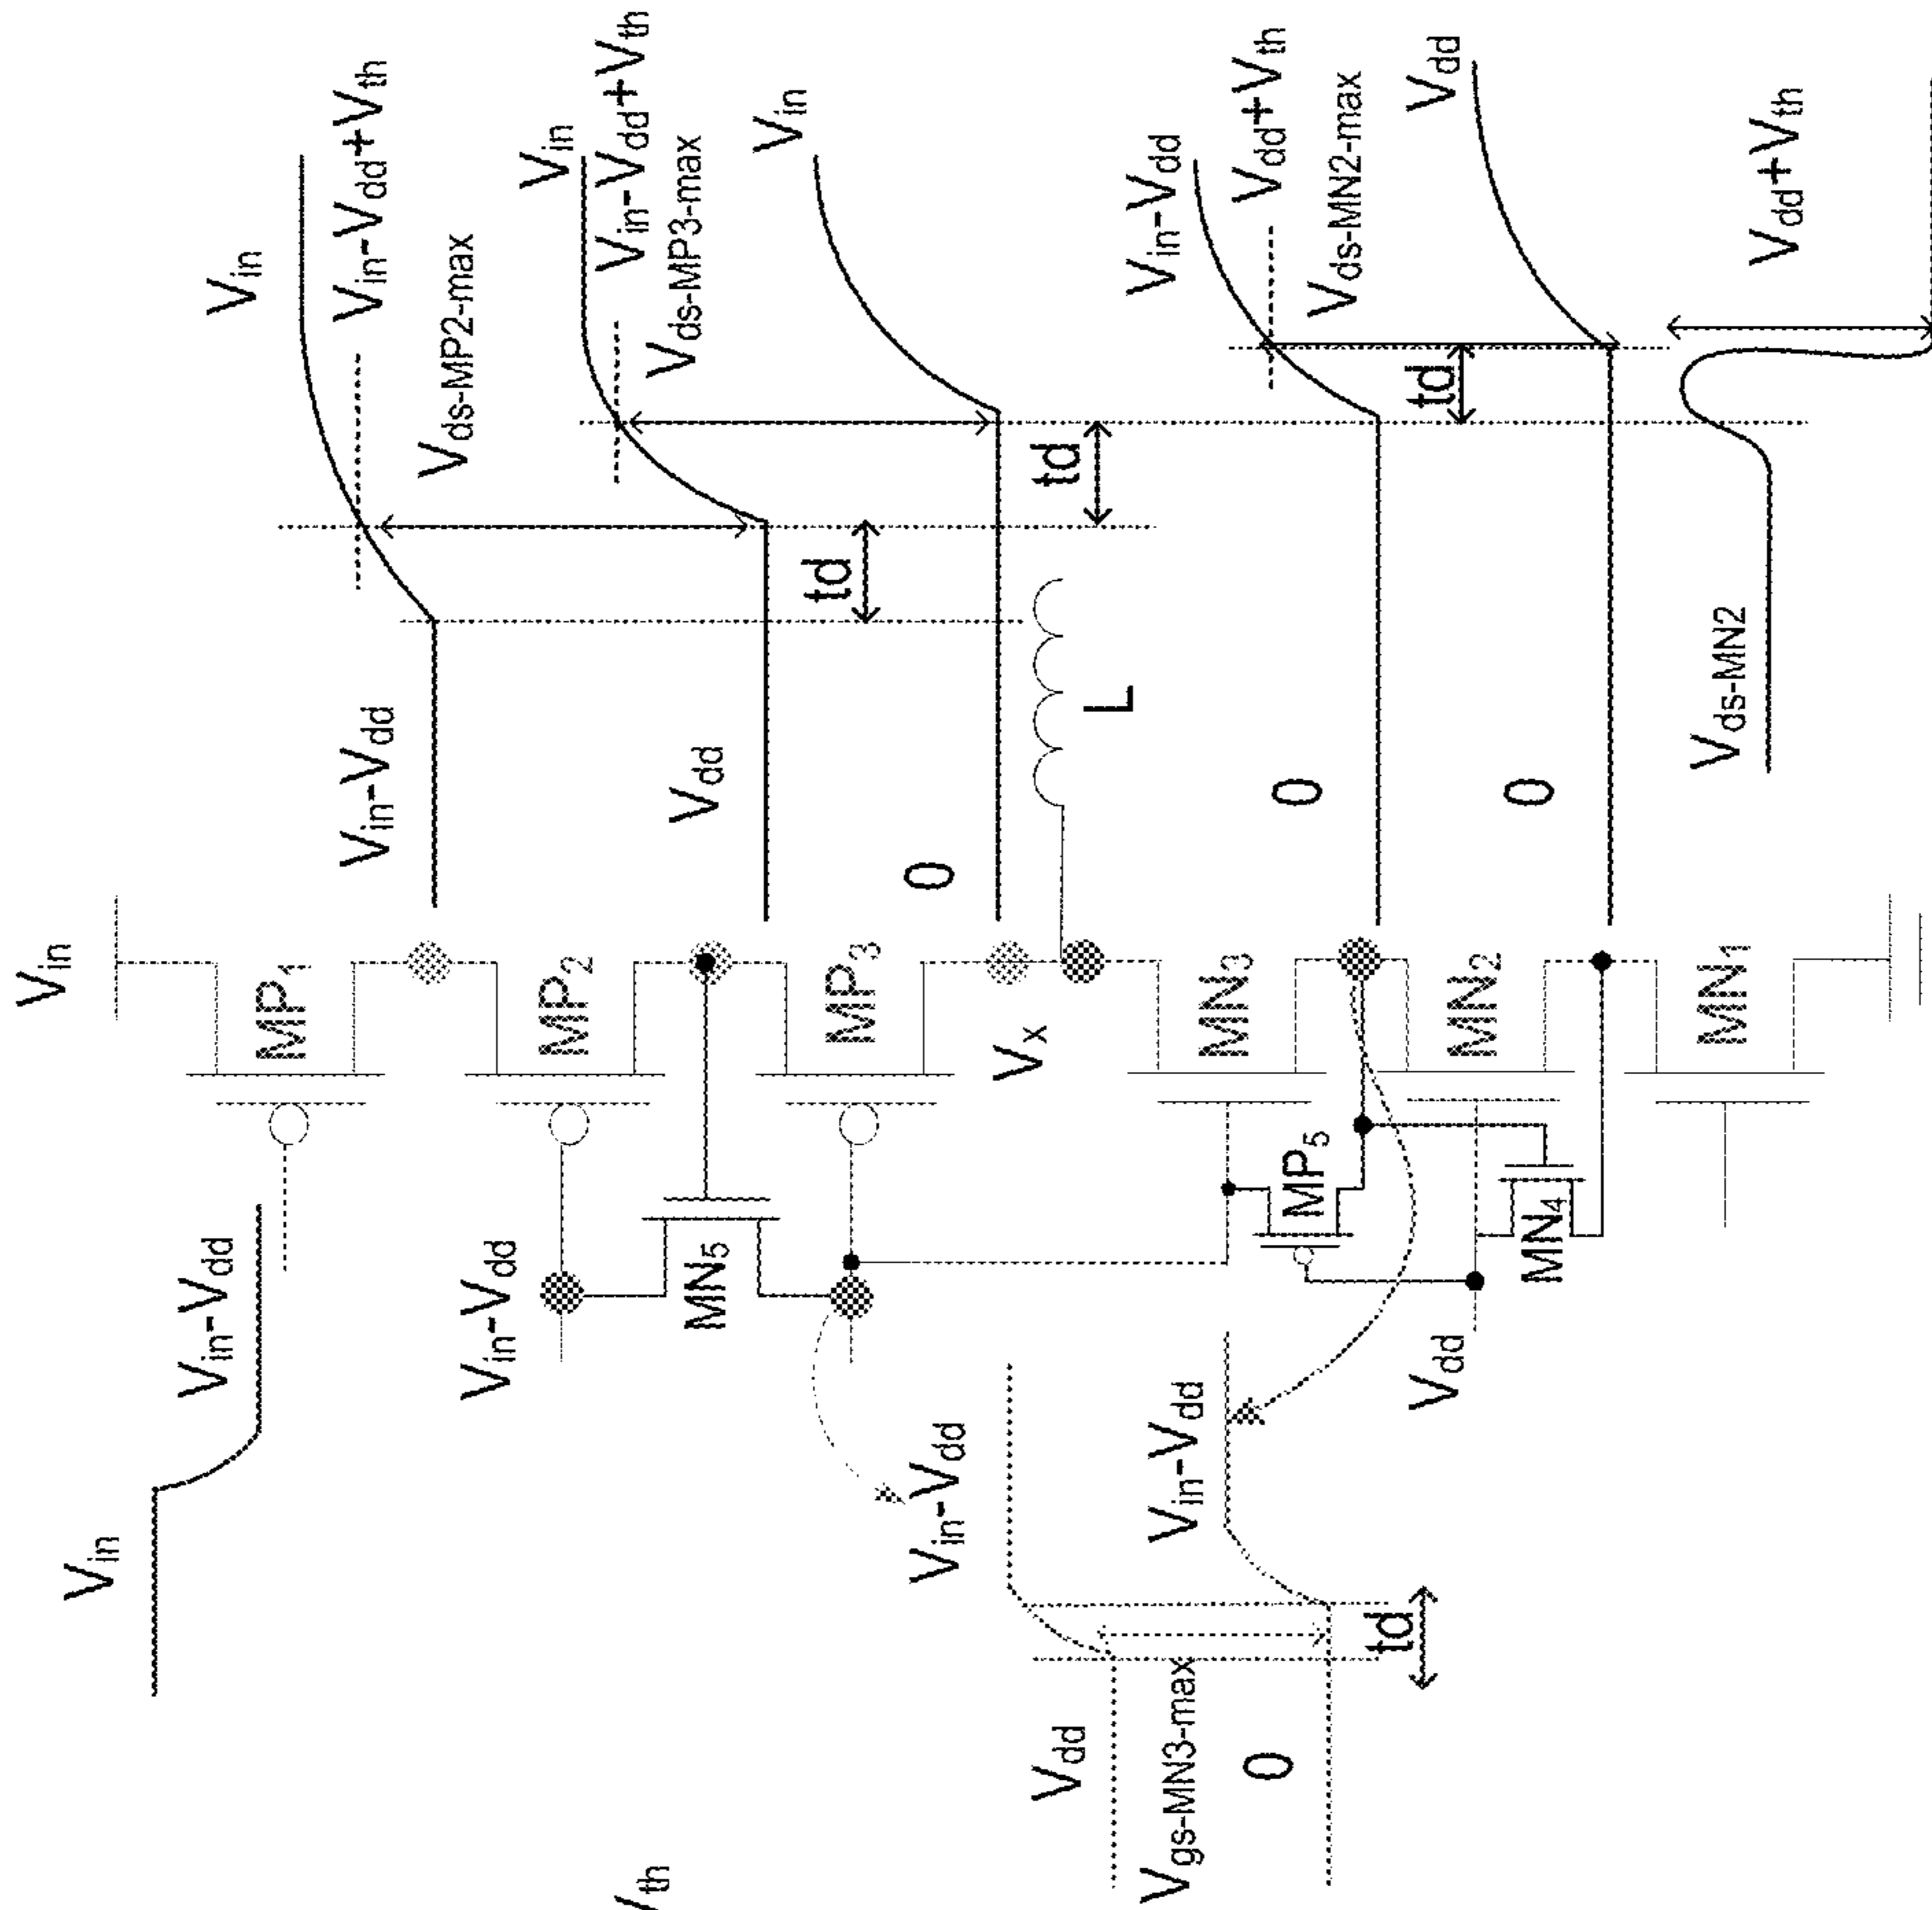 V_in
V_in
V_in-V_dd
MP_1
V_in-V_dd
V_in
V_in-V_dd+V_th
V_ds-MP2-max
V_in-V_dd
MP_2
MN_5
V_dd
td
V_in
V_in-V_dd+V_th
V_ds-MP3-max
MP_3
0
td
V_in
V_x
L
V_in-V_dd
V_dd
V_gs-MN3-max
0
V_in-V_dd
td
MN_3
MP_5
0
V_in-V_dd
V_dd+V_th
V_ds-MN2-max
td
V_dd
MN_2
MN_4
0
V_dd
MN_1
V_ds-MN2
V_dd+V_th
V_th